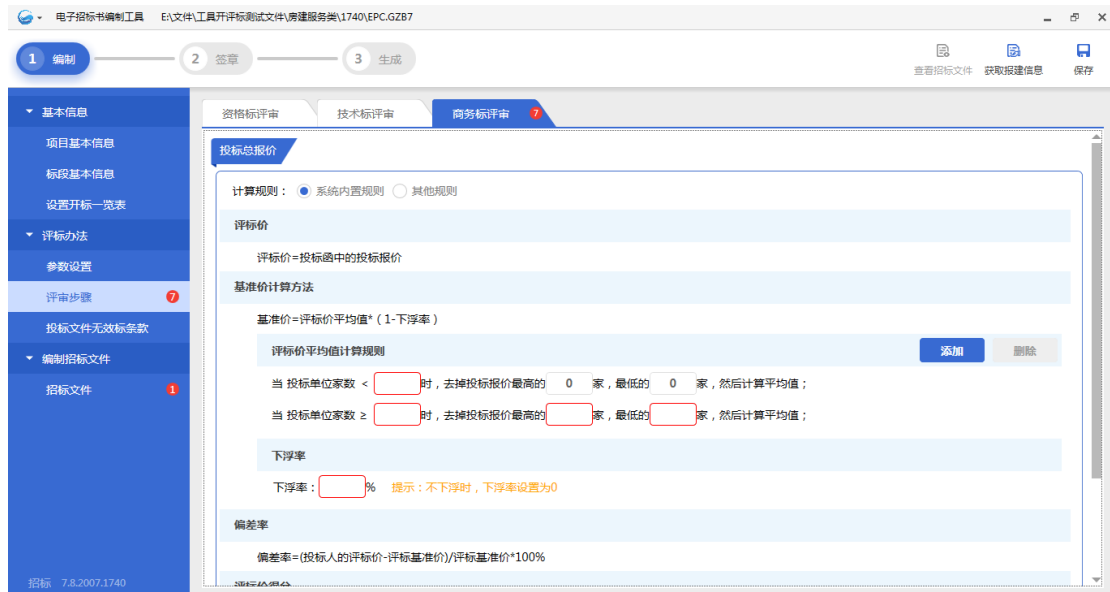 电子招标书编制工具 E:\文件\工具开评标测试文件\房建服务类\1740\EPC.GZB7
1 编制 2 签章 3 生成
查看招标文件 获取报建信息 保存
基本信息
项目基本信息
标段基本信息
设置开标一览表
评标办法
参数设置
评审步骤 7
投标文件无效标条款
编制招标文件
招标文件 1
招标 7.8.2007.1740
资格标评审 技术标评审 商务标评审 7
投标总报价
计算规则： 系统内置规则 其他规则
评标价
评标价=投标函中的投标报价
基准价计算方法
基准价=评标价平均值*（1-下浮率）
评标价平均值计算规则 添加 删除
当 投标单位家数 < 时，去掉投标报价最高的 0 家，最低的 0 家，然后计算平均值；
当 投标单位家数 ≥ 时，去掉投标报价最高的 家，最低的 家，然后计算平均值；
下浮率
下浮率： % 提示：不下浮时，下浮率设置为0
偏差率
偏差率=(投标人的评标价-评标基准价)/评标基准价*100%
评标价得分